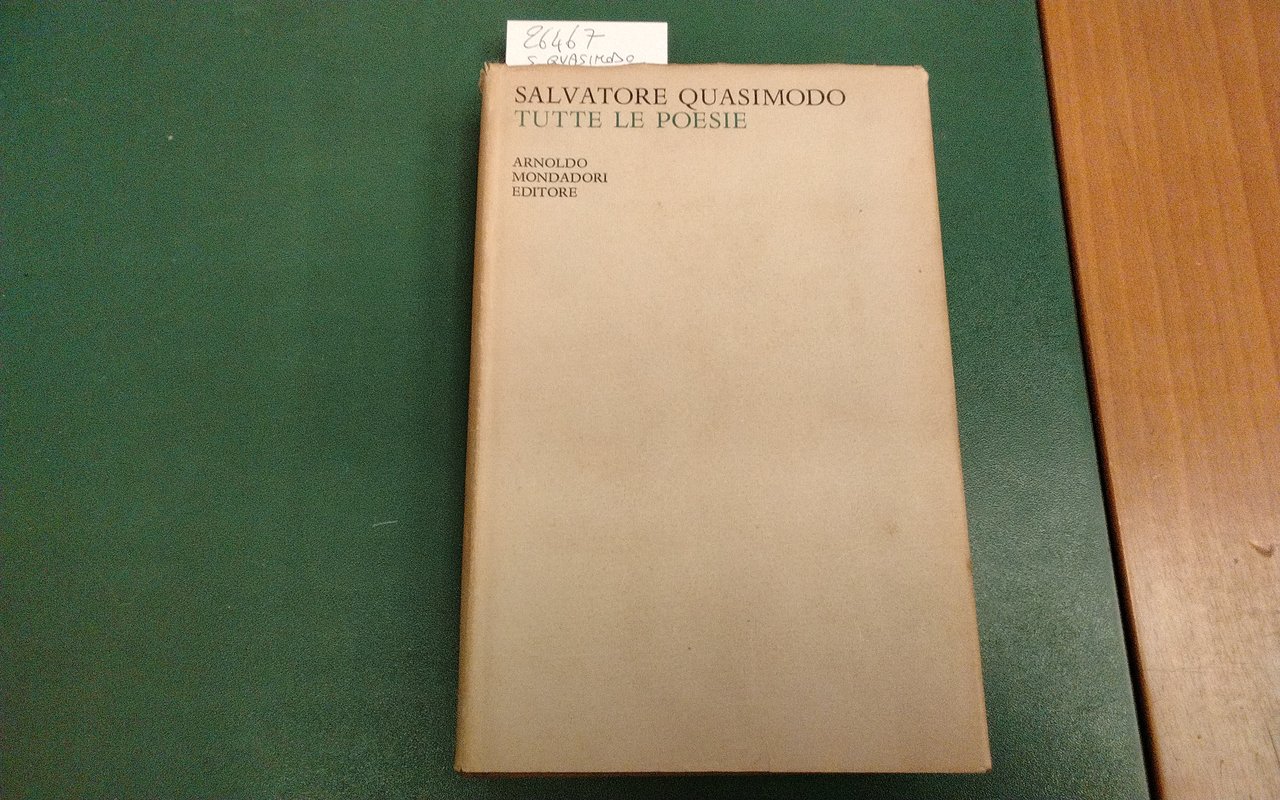 26467
S. QUASIMODO
SALVATORE QUASIMODO
TUTTE LE POESIE
ARNOLDO
MONDADORI
EDITORE